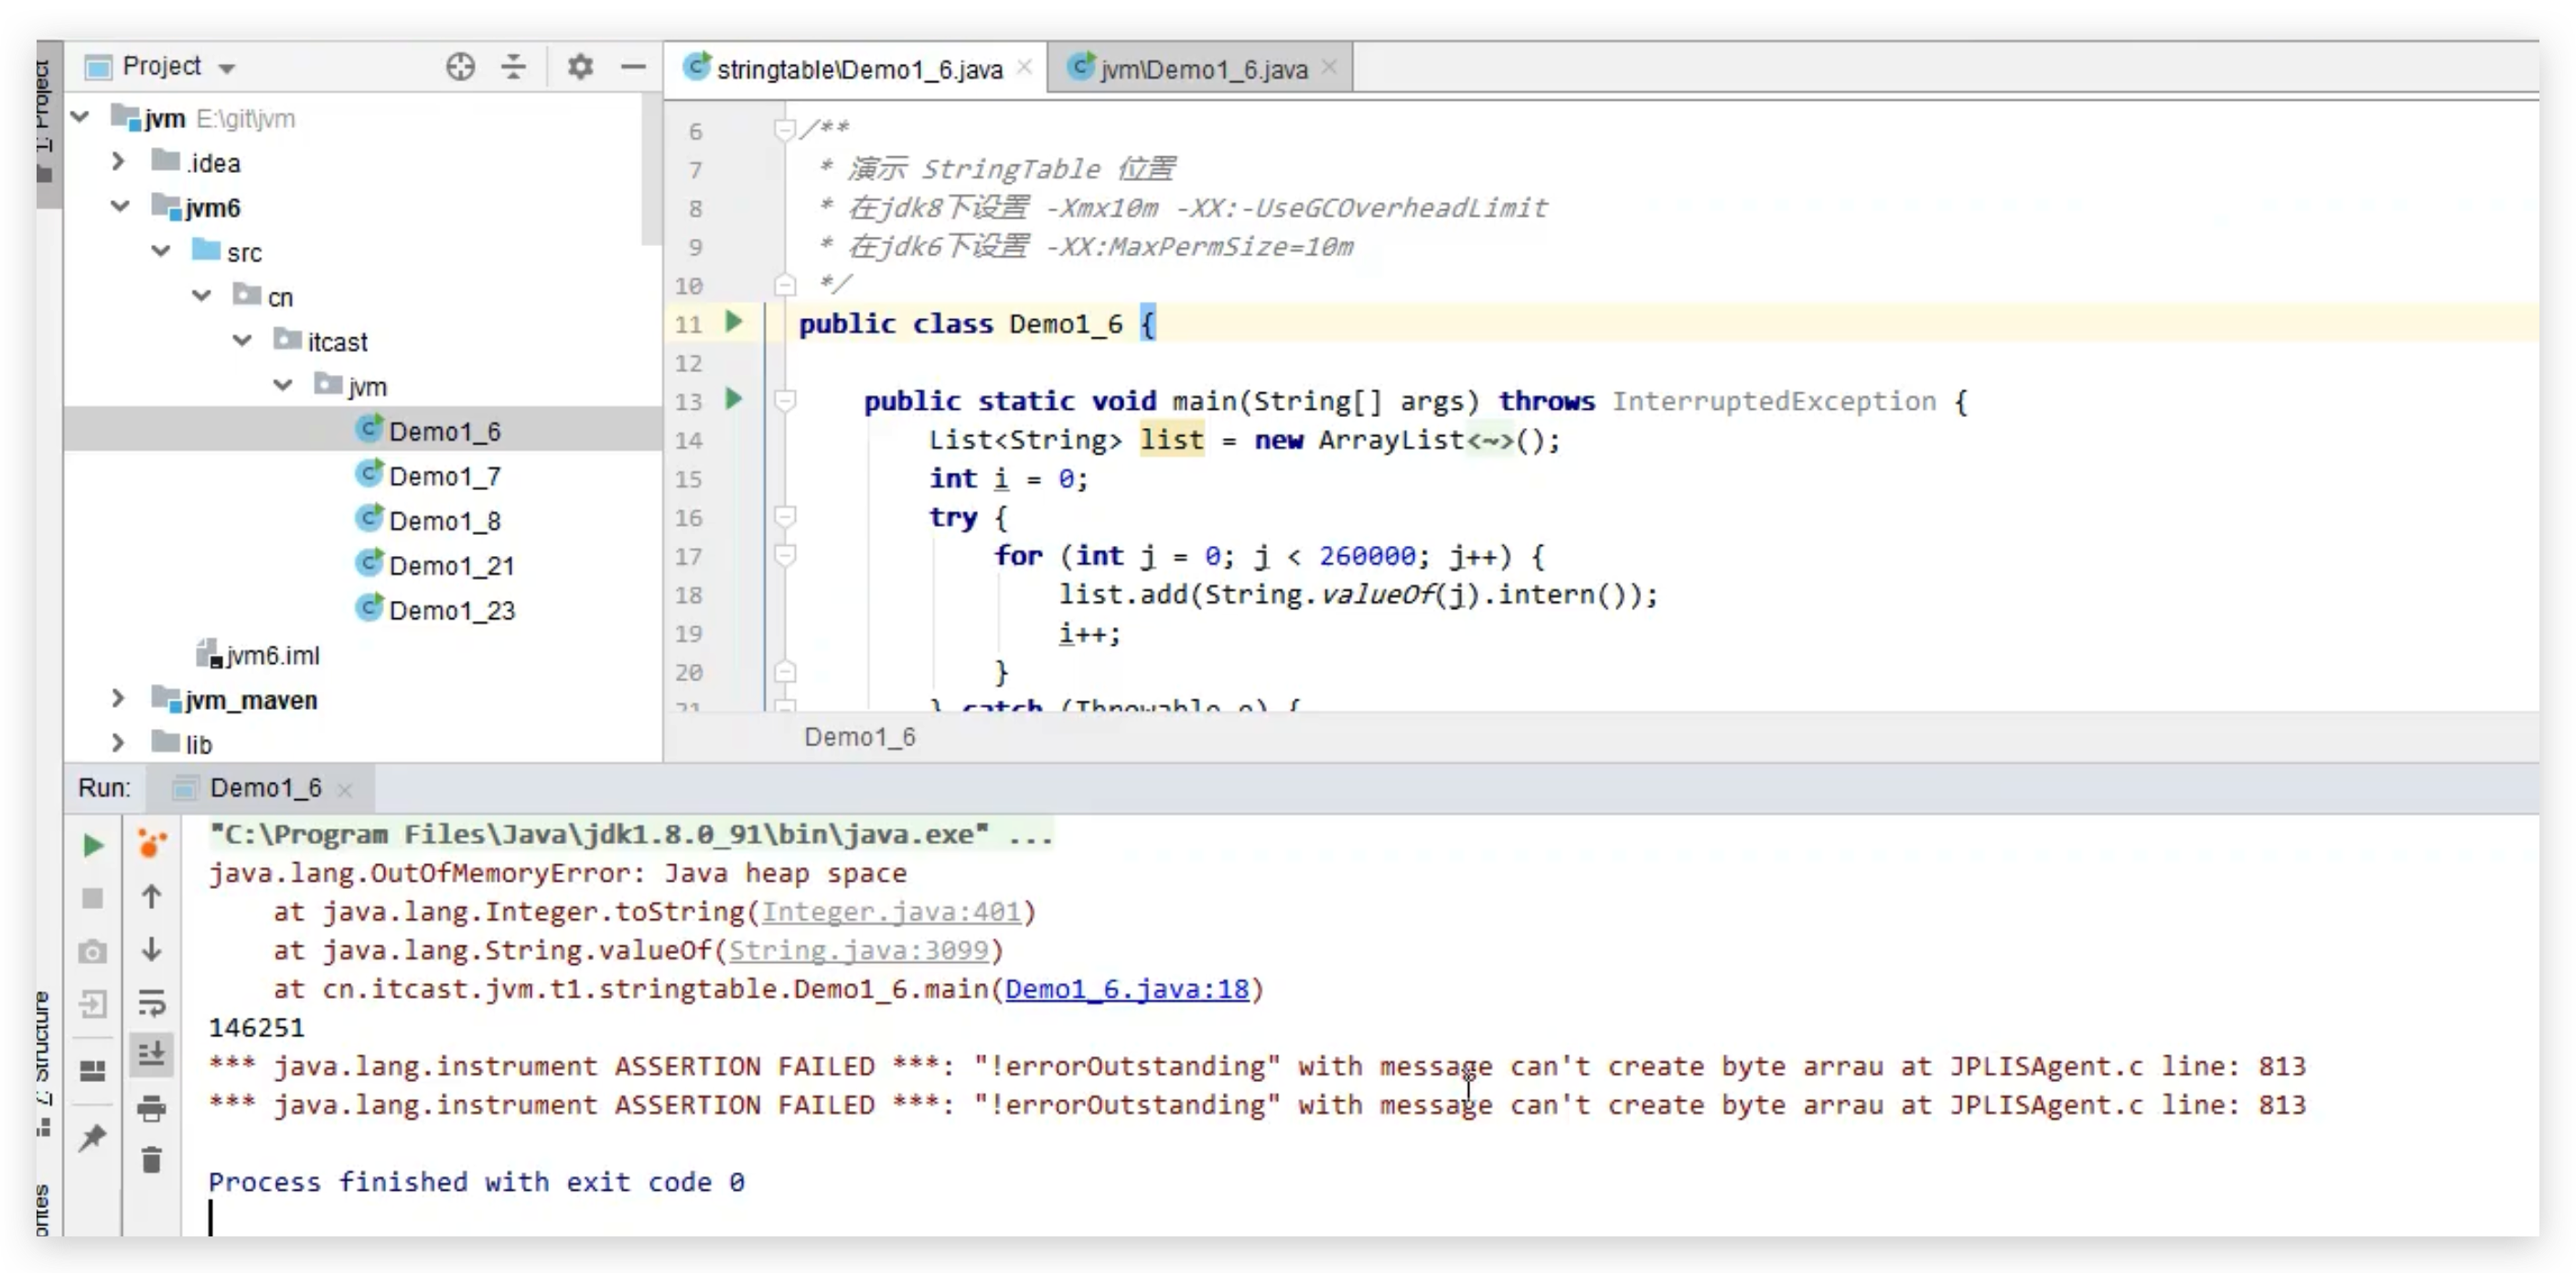 1: Project
Project
jvm E:\git\jvm
.idea
jvm6
src
cn
itcast
jvm
Demo1_6
Demo1_7
Demo1_8
Demo1_21
Demo1_23
jvm6.iml
jvm_maven
lib
stringtable\Demo1_6.java
jvm\Demo1_6.java
6 /**
7 * 演示 StringTable 位置
8 * 在jdk8下设置 -Xmx10m -XX:-UseGCOverheadLimit
9 * 在jdk6下设置 -XX:MaxPermSize=10m
10 */
11 public class Demo1_6 {
12
13 public static void main(String[] args) throws InterruptedException {
14 List<String> list = new ArrayList<~>();
15 int i = 0;
16 try {
17 for (int j = 0; j < 260000; j++) {
18 list.add(String.valueOf(j).intern());
19 i++;
20 }
21 } catch (Throwable e) {
Demo1_6
Run: Demo1_6
"C:\Program Files\Java\jdk1.8.0_91\bin\java.exe" ...
java.lang.OutOfMemoryError: Java heap space
at java.lang.Integer.toString(Integer.java:401)
at java.lang.String.valueOf(String.java:3099)
at cn.itcast.jvm.t1.stringtable.Demo1_6.main(Demo1_6.java:18)
146251
*** java.lang.instrument ASSERTION FAILED ***: "!errorOutstanding" with message can't create byte arrau at JPLISAgent.c line: 813
*** java.lang.instrument ASSERTION FAILED ***: "!errorOutstanding" with message can't create byte arrau at JPLISAgent.c line: 813
Process finished with exit code 0
Structure